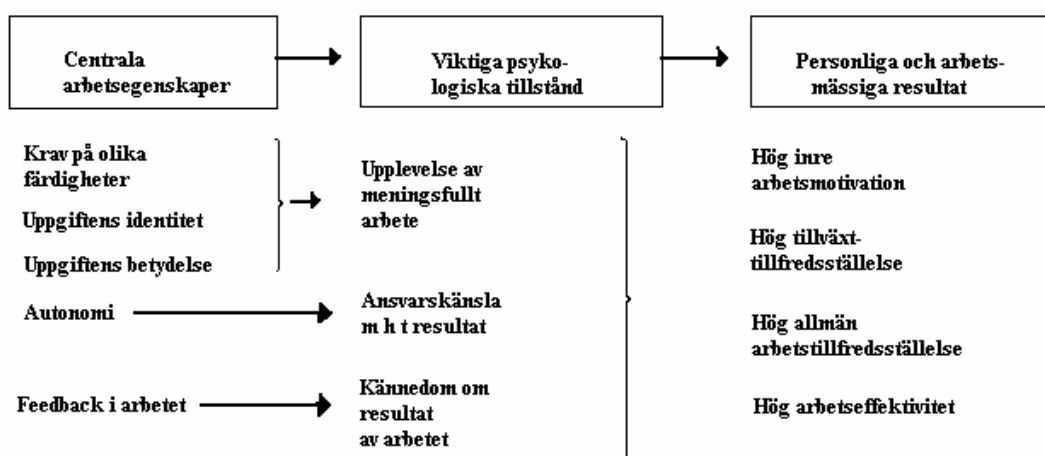 Centrala
arbetsegenskaper
Viktiga psyko-
logiska tillstånd
Personliga och arbets-
mässiga resultat
Krav på olika
färdigheter
Uppgiftens identitet
Uppgiftens betydelse
Autonomi
Feedback i arbetet
Upplevelse av
meningsfullt
arbete
Ansvarskänsla
m h t resultat
Kännedom om
resultat
av arbetet
Hög inre
arbetsmotivation
Hög tillväxt-
tillfredsställelse
Hög allmän
arbetstillfredsställelse
Hög arbetseffektivitet